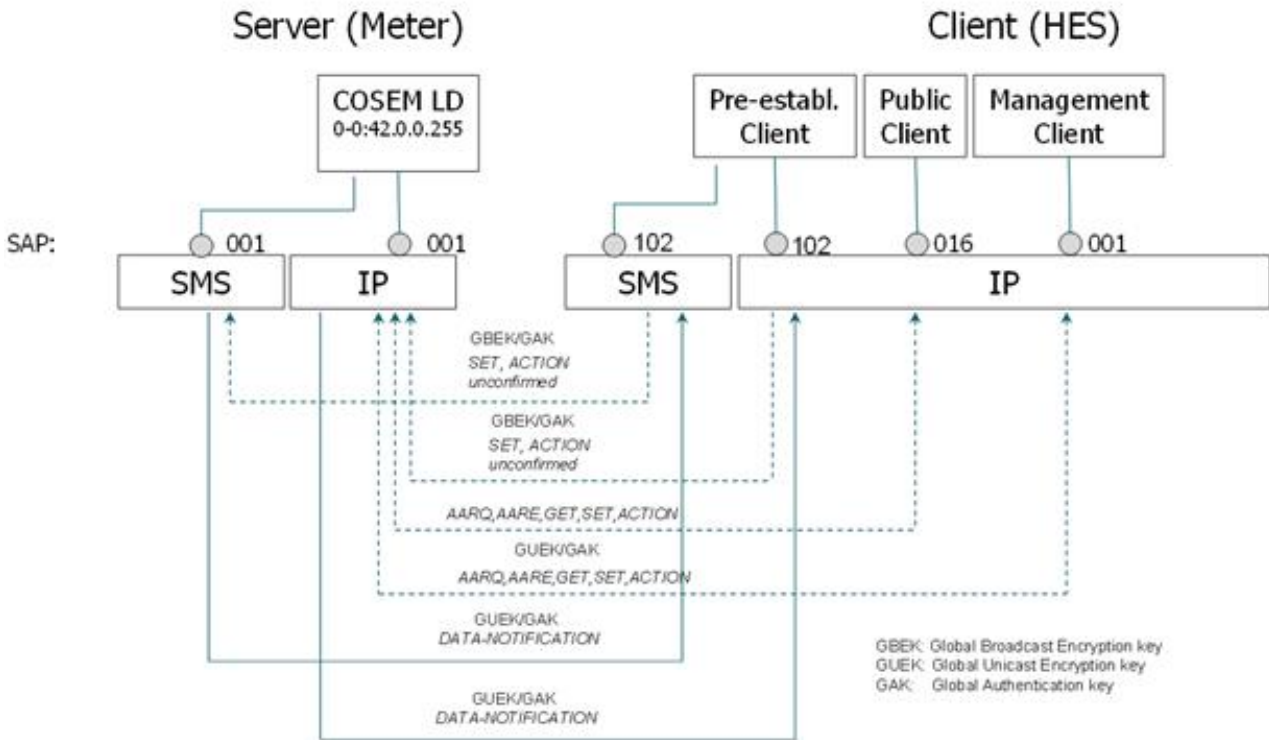 Server (Meter)
Client (HES)
COSEM LD
0-0:42.0.0.255
Pre-establ.
Client
Public
Client
Management
Client
SAP:
001
001
102
102
016
001
SMS
IP
SMS
IP
GBEK/GAK
SET, ACTION
unconfirmed
GBEK/GAK
SET, ACTION
unconfirmed
AARQ,AARE,GET,SET,ACTION
GUEK/GAK
AARQ,AARE,GET,SET,ACTION
GUEK/GAK
DATA-NOTIFICATION
GUEK/GAK
DATA-NOTIFICATION
GBEK: Global Broadcast Encryption key
GUEK: Global Unicast Encryption key
GAK: Global Authentication key